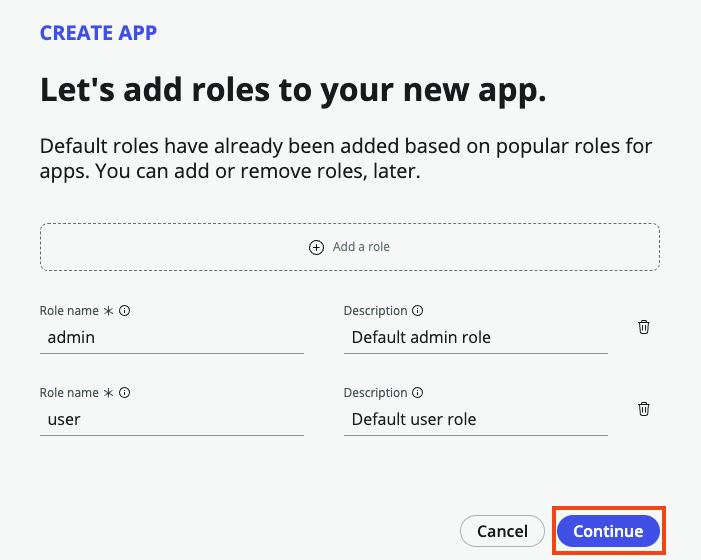 CREATE APP
Let's add roles to your new app.
Default roles have already been added based on popular roles for
apps. You can add or remove roles, later.
Add a role
Role name * Description
admin Default admin role
Role name * Description
user Default user role
Cancel Continue